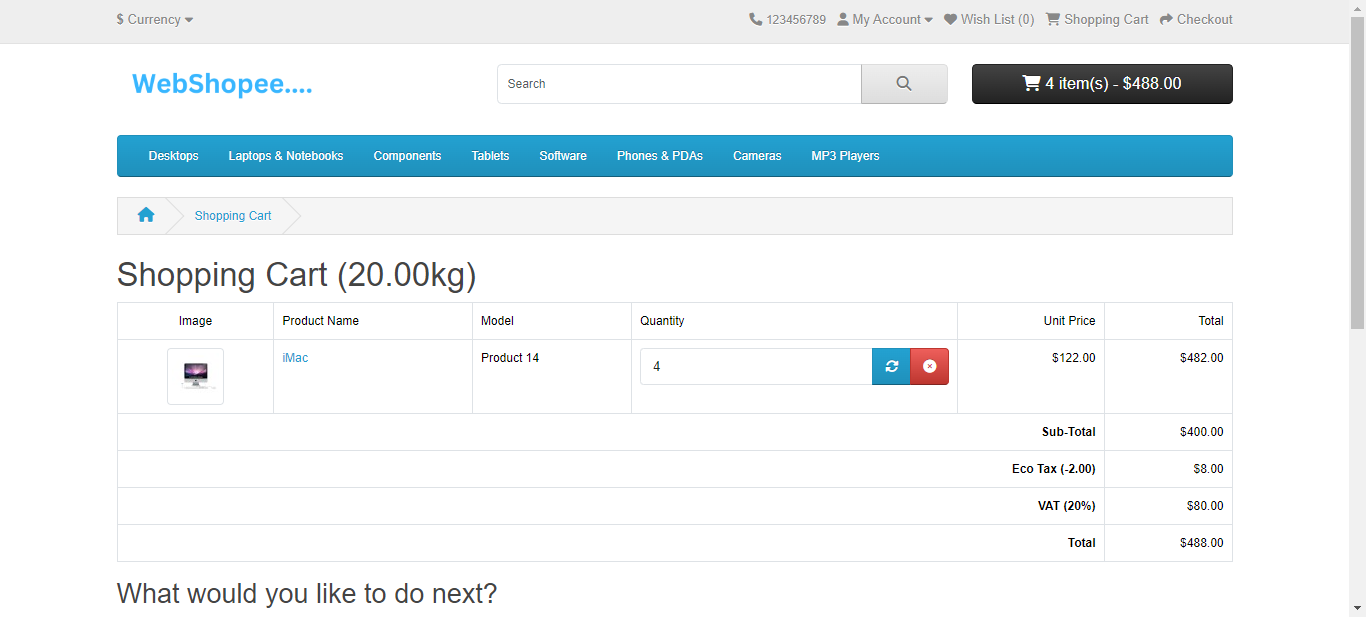 $ Currency 123456789 My Account Wish List (0) Shopping Cart Checkout
WebShopee.... Search 4 item(s) - $488.00
Desktops Laptops & Notebooks Components Tablets Software Phones & PDAs Cameras MP3 Players
Shopping Cart
Shopping Cart (20.00kg)
Image Product Name Model Quantity Unit Price Total
iMac Product 14 4 $122.00 $482.00
Sub-Total $400.00
Eco Tax (-2.00) $8.00
VAT (20%) $80.00
Total $488.00
What would you like to do next?